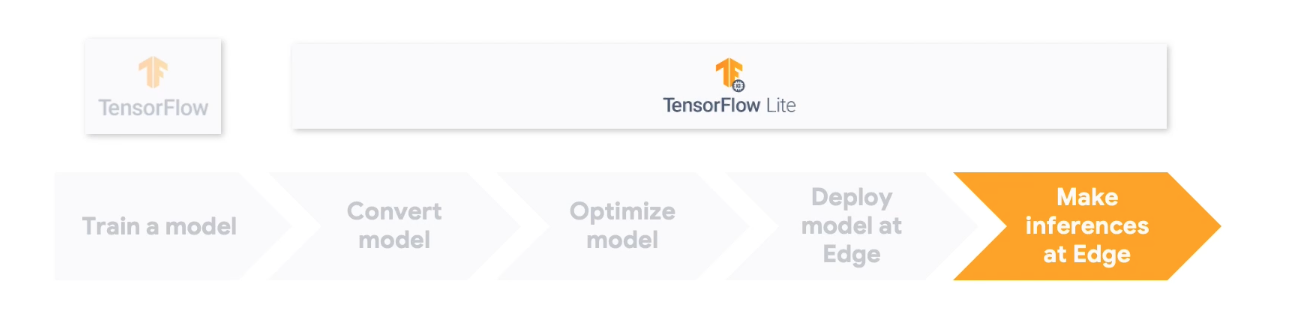 TensorFlow
TensorFlow Lite
Train a model
Convert
model
Optimize
model
Deploy
model at
Edge
Make
inferences
at Edge